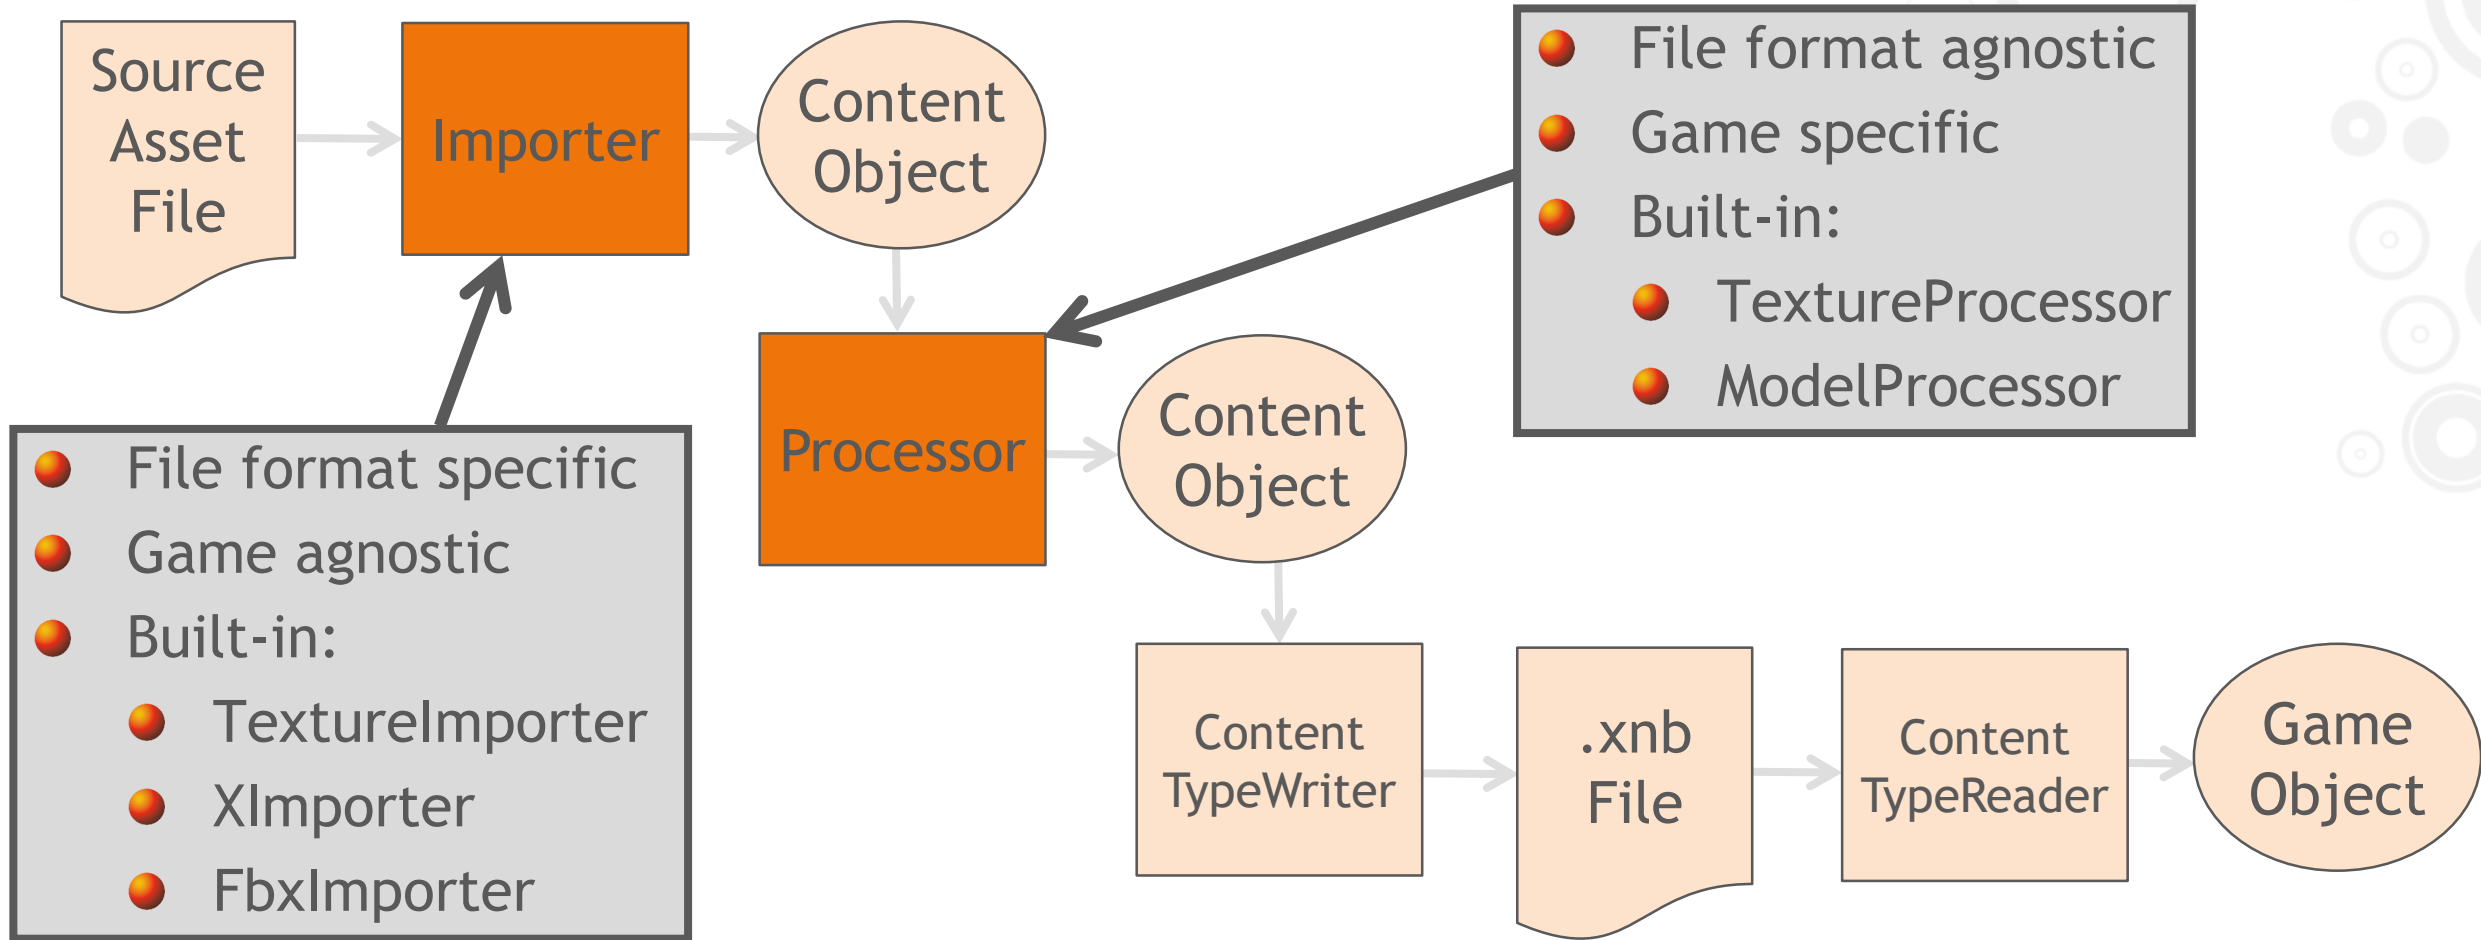 Source
Asset
File
Importer
Content
Object
File format agnostic
Game specific
Built-in:
TextureProcessor
ModelProcessor
Processor
Content
Object
File format specific
Game agnostic
Built-in:
TextureImporter
XImporter
FbxImporter
Content
TypeWriter
.xnb
File
Content
TypeReader
Game
Object